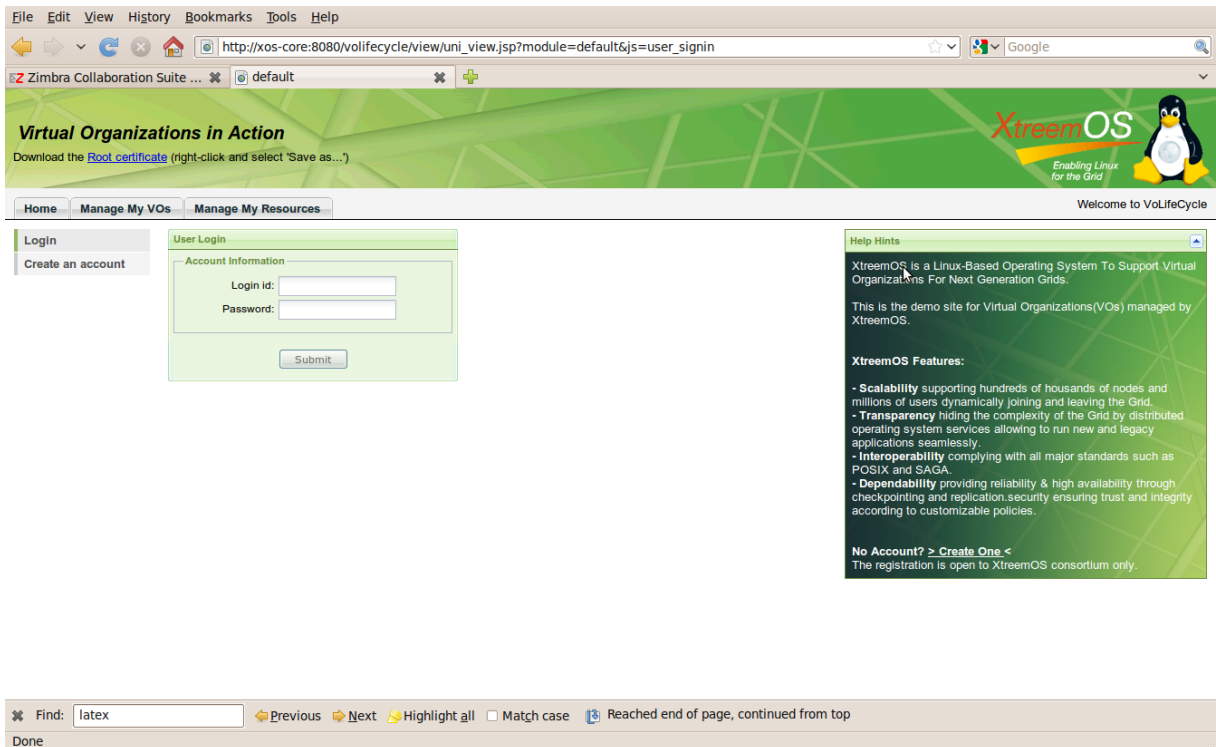 File Edit View History Bookmarks Tools Help
http://xos-core:8080/volifecycle/view/uni_view.jsp?module=default&js=user_signin
Google
Zimbra Collaboration Suite ...
default
Virtual Organizations in Action
Download the Root certificate (right-click and select 'Save as...')
XtreemOS
Enabling Linux
for the Grid
Home Manage My VOs Manage My Resources
Welcome to VoLifeCycle
Login
Create an account
User Login
Account Information
Login id:
Password:
Submit
Help Hints
XtreemOS is a Linux-Based Operating System To Support Virtual
Organizations For Next Generation Grids.
This is the demo site for Virtual Organizations(VOs) managed by
XtreemOS.
XtreemOS Features:
- Scalability supporting hundreds of housands of nodes and
millions of users dynamically joining and leaving the Grid.
- Transparency hiding the complexity of the Grid by distributed
operating system services allowing to run new and legacy
applications seamlessly.
- Interoperability complying with all major standards such as
POSIX and SAGA.
- Dependability providing reliability & high availability through
checkpointing and replication.security ensuring trust and integrity
according to customizable policies.
No Account? > Create One <
The registration is open to XtreemOS consortium only.
Find: latex Previous Next Highlight all Match case Reached end of page, continued from top
Done